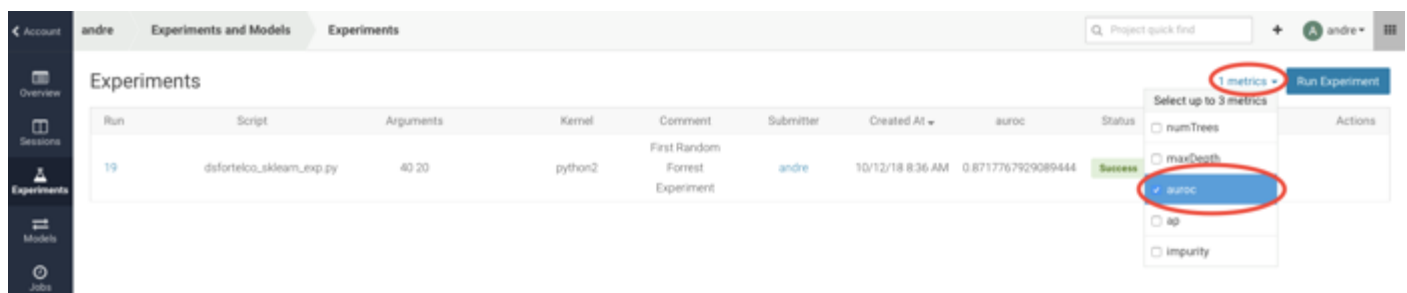 Account
andre Experiments and Models Experiments
Project quick find + A andre
Overview
Experiments
1 metrics Run Experiment
Select up to 3 metrics
Run Script Arguments Kernel Comment Submitter Created At auroc Status Actions
numTrees
Sessions
19 dsfortelco_sklearn_exp.py 40 20 python2 First Random andre 10/12/18 8:36 AM 0.8717767929089444 Success
Forrest
Experiment
maxDepth
auroc
Experiments
ap
Models
impurity
Jobs